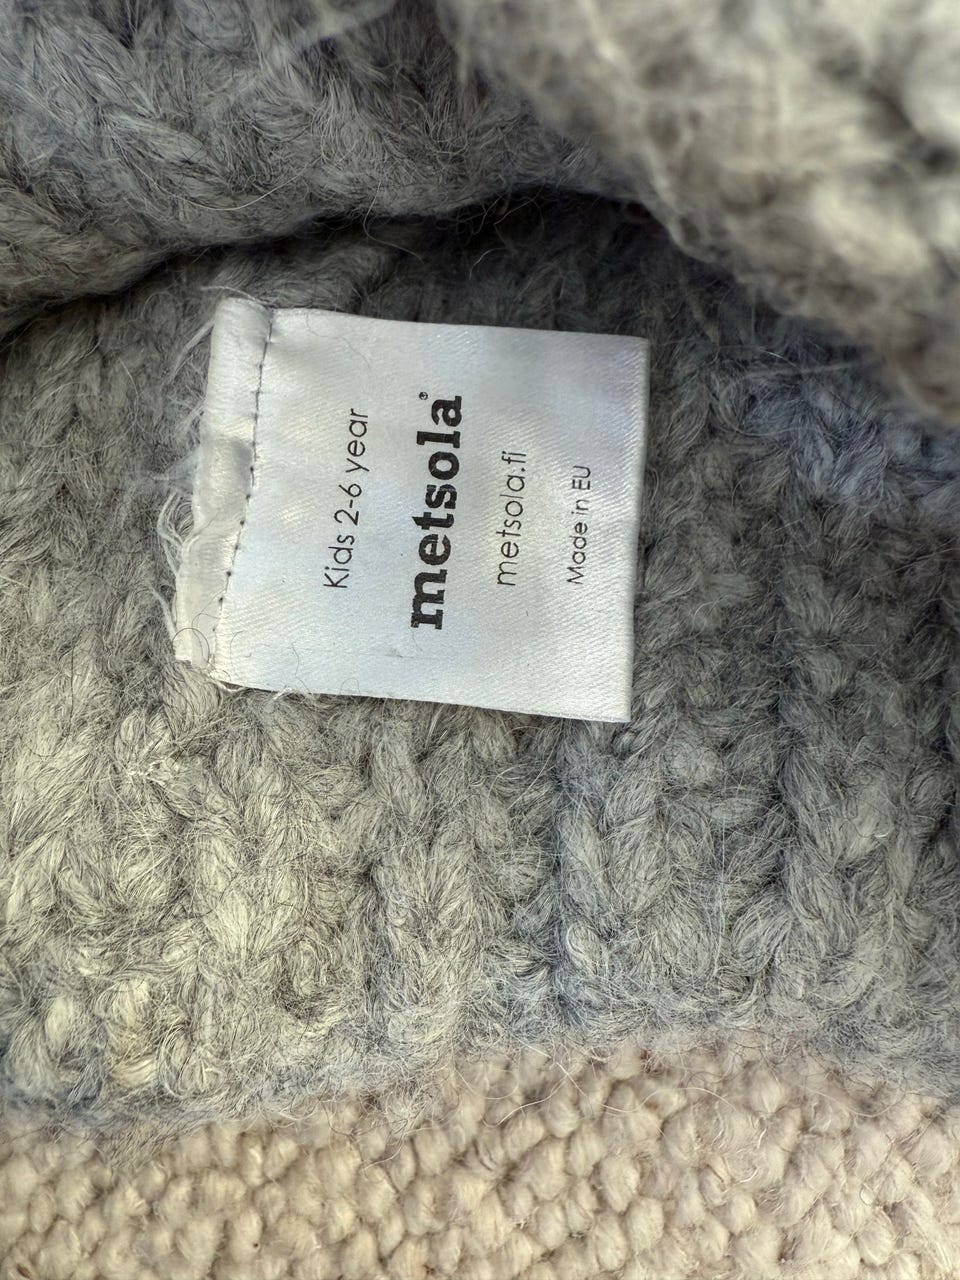 Kids 2-6 year
metsola®
metsola.fi
Made in EU